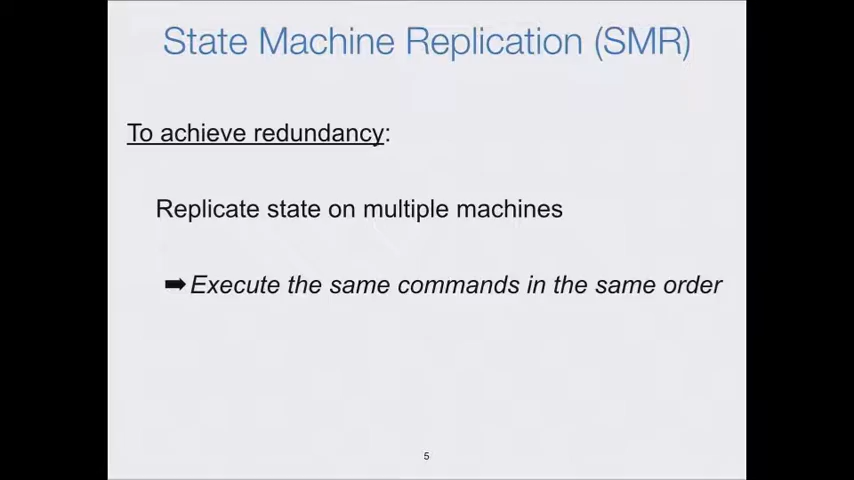 State Machine Replication (SMR)
To achieve redundancy:
Replicate state on multiple machines
➡Execute the same commands in the same order
5